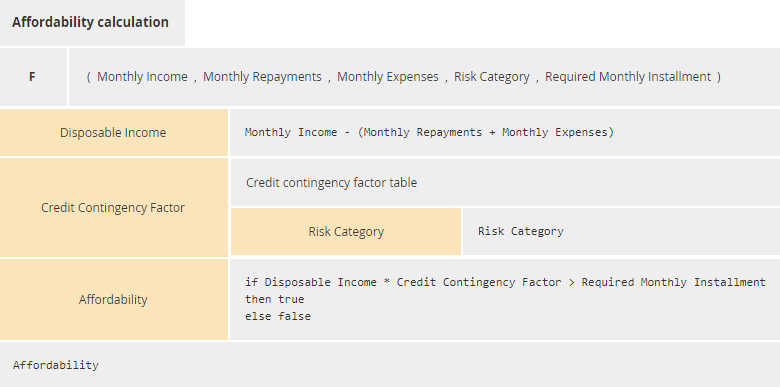 Affordability calculation
F
( Monthly Income , Monthly Repayments , Monthly Expenses , Risk Category , Required Monthly Installment )
Disposable Income
Monthly Income - (Monthly Repayments + Monthly Expenses)
Credit Contingency Factor
Credit contingency factor table
Risk Category
Risk Category
Affordability
if Disposable Income * Credit Contingency Factor > Required Monthly Installment
then true
else false
Affordability